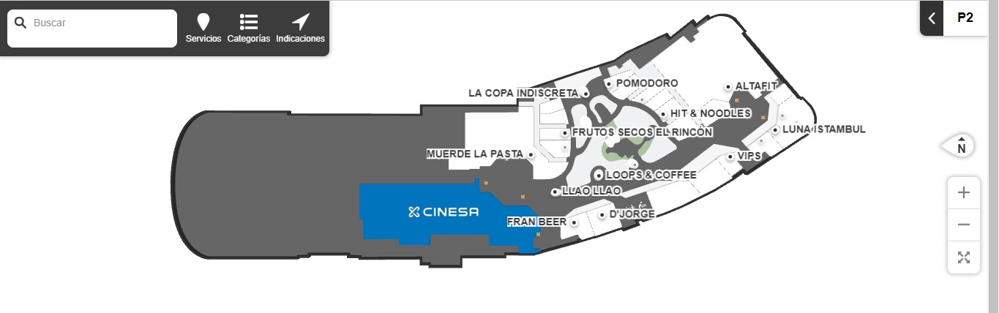 Buscar
Servicios
Categorías
Indicaciones
P2
LA COPA INDISCRETA
POMODORO
ALTAFIT
HIT & NOODLES
FRUTOS SECOS EL RINCÓN
LUNA ISTAMBUL
MUERDE LA PASTA
VIPS
LOOPS & COFFEE
LLAO LLAO
CINESA
FRAN BEER
D'JORGE
N